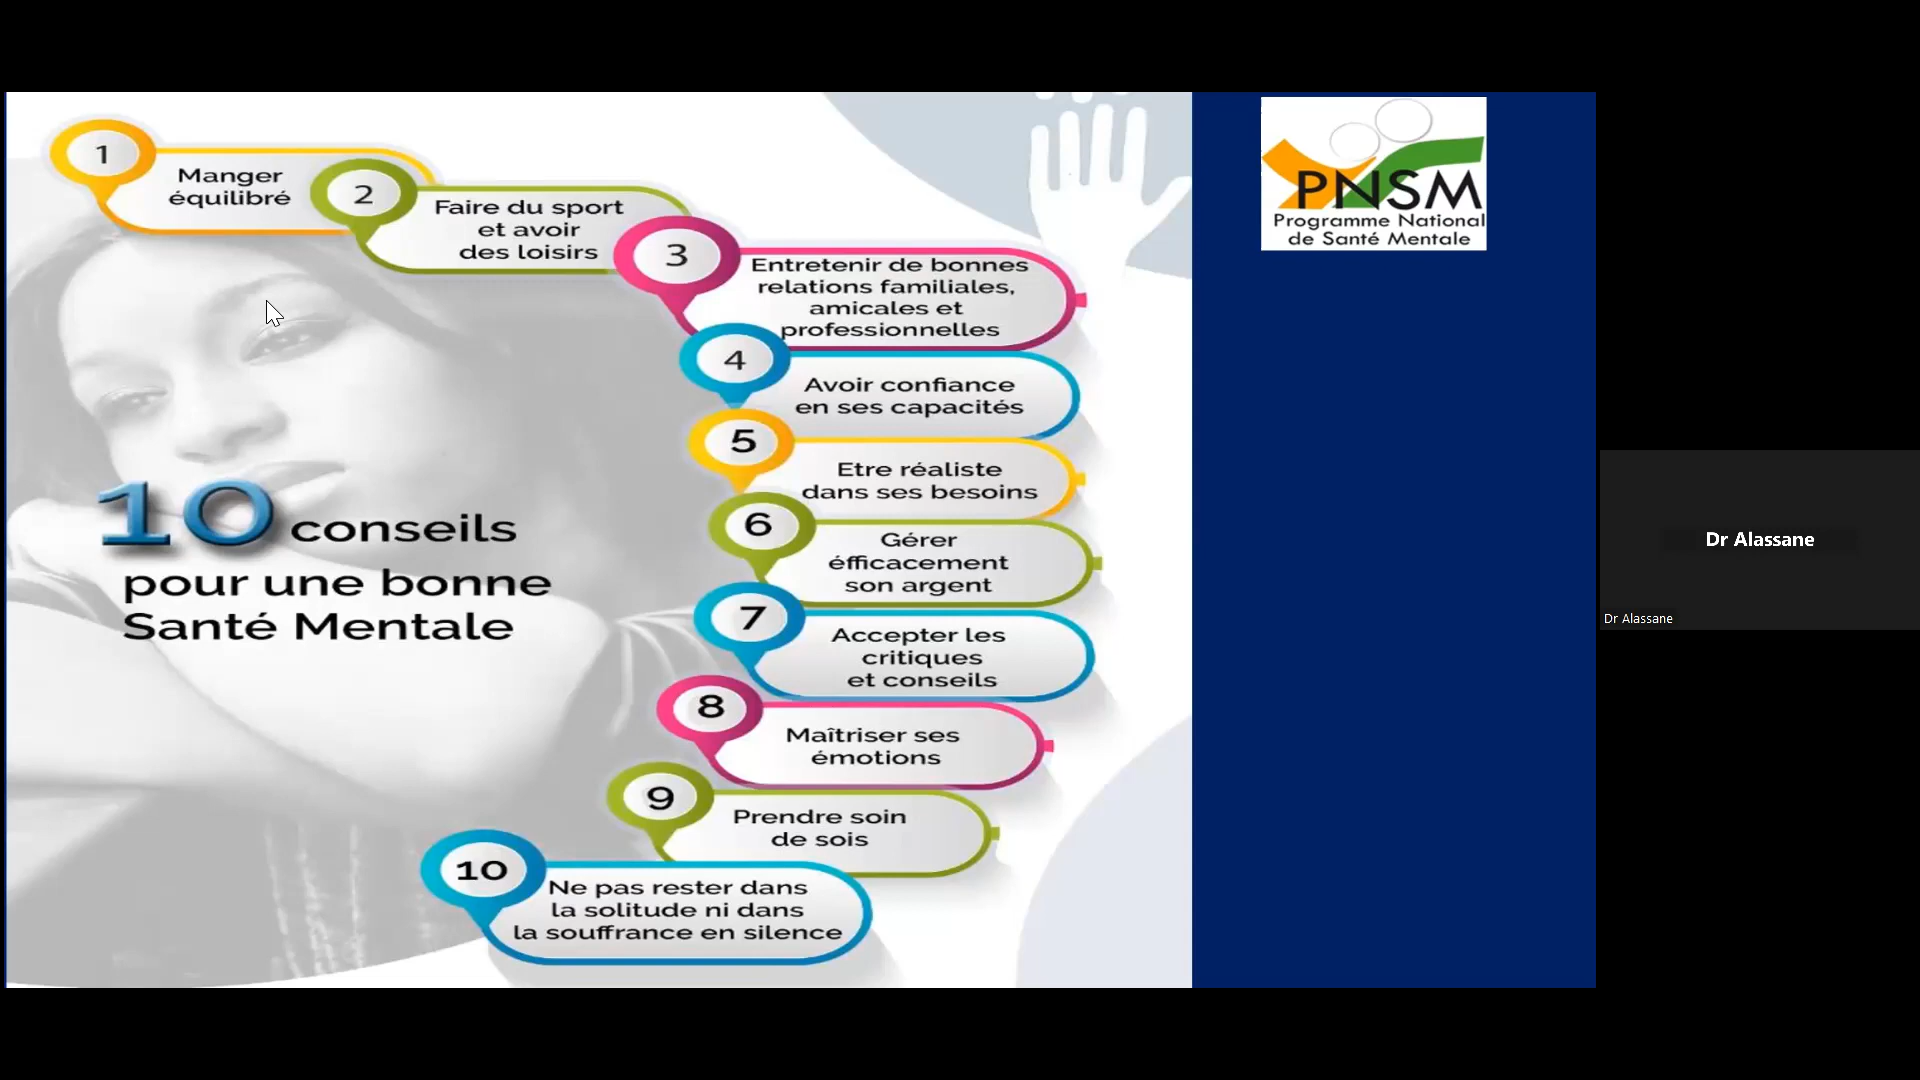 1
Manger
équilibré
2
Faire du sport
et avoir
des loisirs
3
Entretenir de bonnes
relations familiales,
amicales et
professionnelles
4
Avoir confiance
en ses capacités
5
Etre réaliste
dans ses besoins
6
Gérer
éfficacement
son argent
7
Accepter les
critiques
et conseils
8
Maîtriser ses
émotions
9
Prendre soin
de sois
10
Ne pas rester dans
la solitude ni dans
la souffrance en silence
10 conseils
pour une bonne
Santé Mentale
PNSM
Programme National
de Santé Mentale
Dr Alassane
Dr Alassane